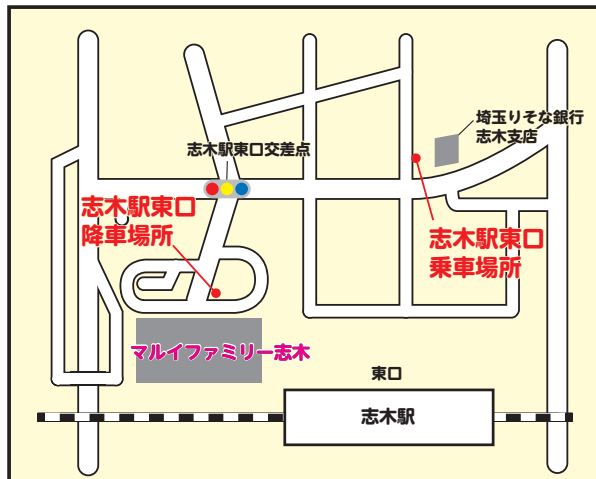 埼玉りそな銀行
志木支店
志木駅東口交差点
志木駅東口
降車場所
志木駅東口
乗車場所
マルイファミリー志木
東口
志木駅